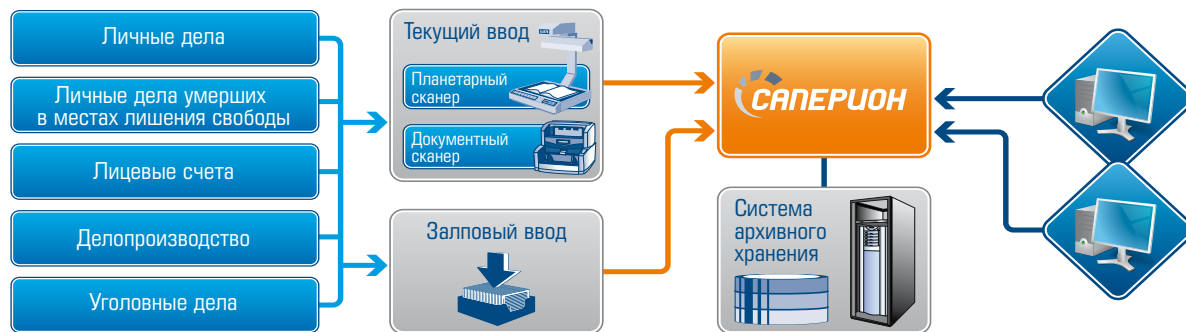 Личные дела
Личные дела умерших
в местах лишения свободы
Лицевые счета
Делопроизводство
Уголовные дела
Текущий ввод
Планетарный
сканер
Документный
сканер
Залповый ввод
САПЕРИОН
Система
архивного
хранения